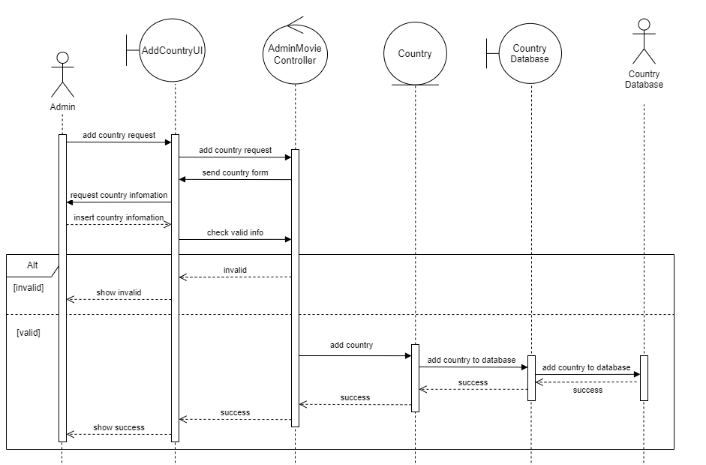 AddCountryUI
AdminMovie
Controller
Country
Country
Database
Country
Database
Admin
add country request
add country request
send country form
request country infomation
insert country infomation
check valid info
Alt
invalid
[invalid]
show invalid
[valid]
add country
add country to database
add country to database
success
success
success
success
show success